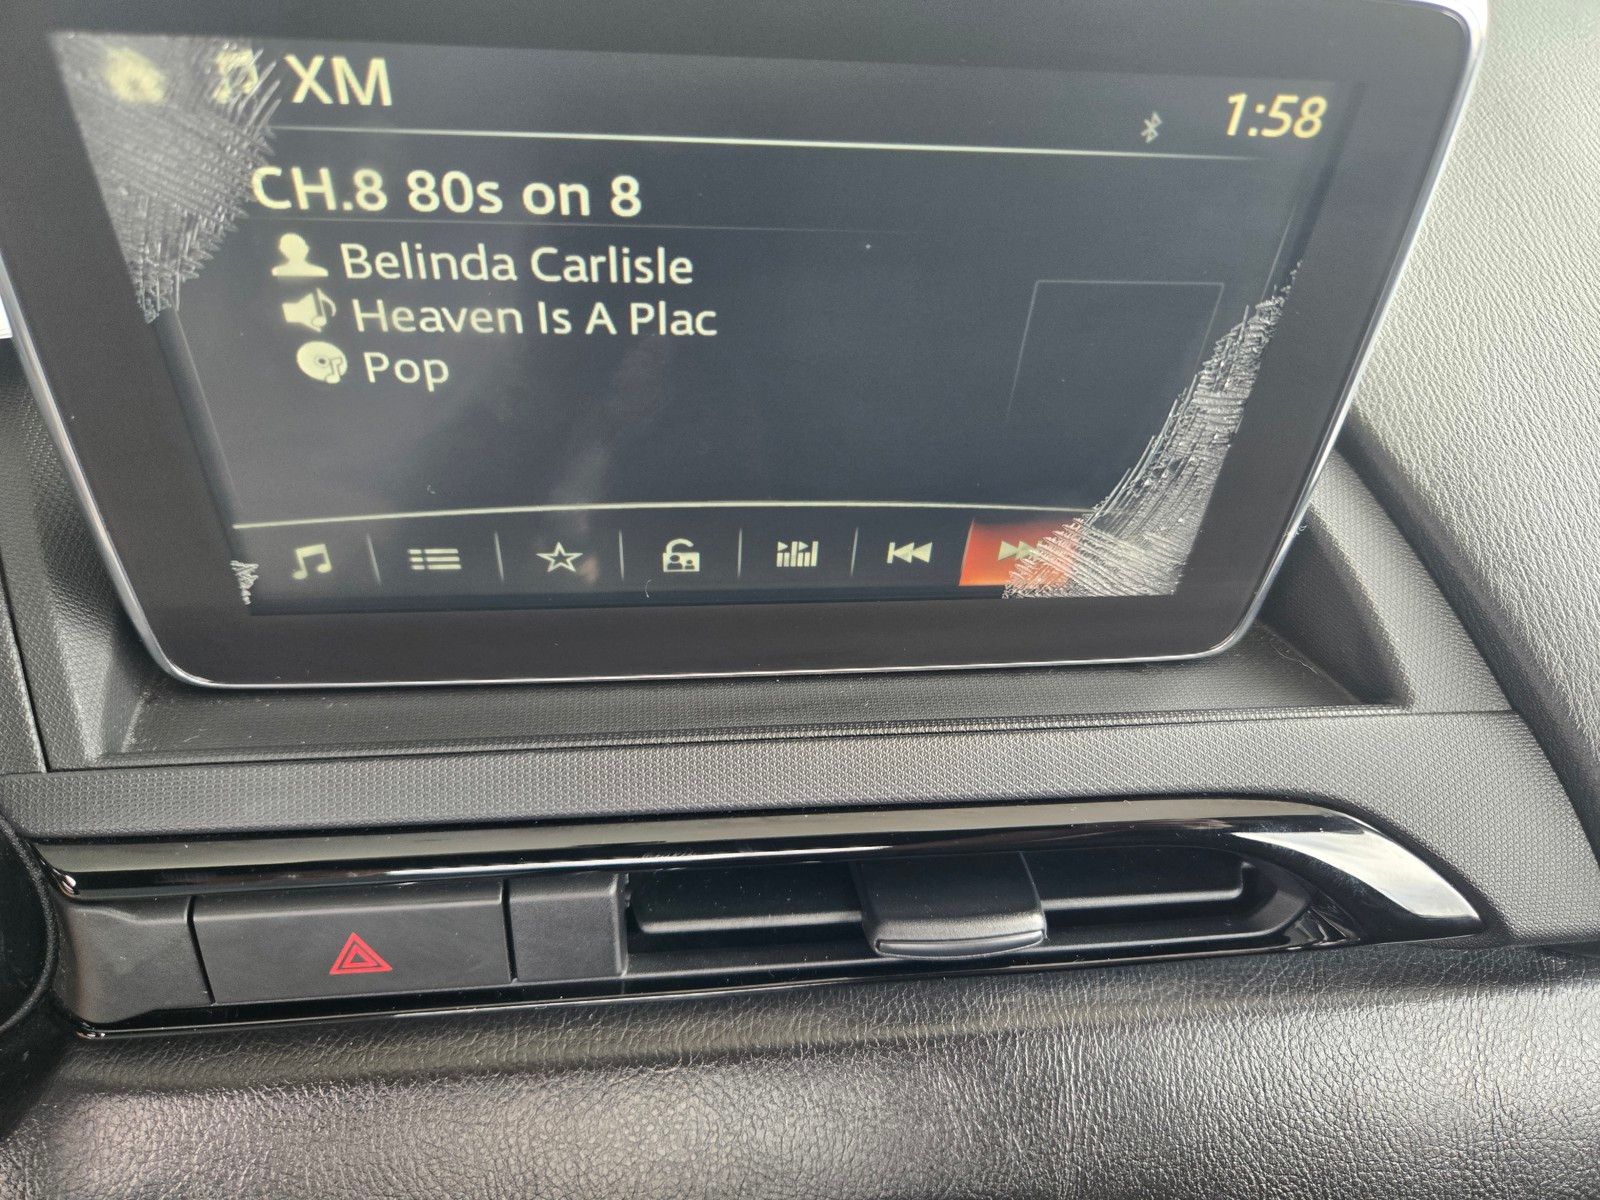 XM
1:58
CH.8 80s on 8
Belinda Carlisle
Heaven Is A Plac
Pop